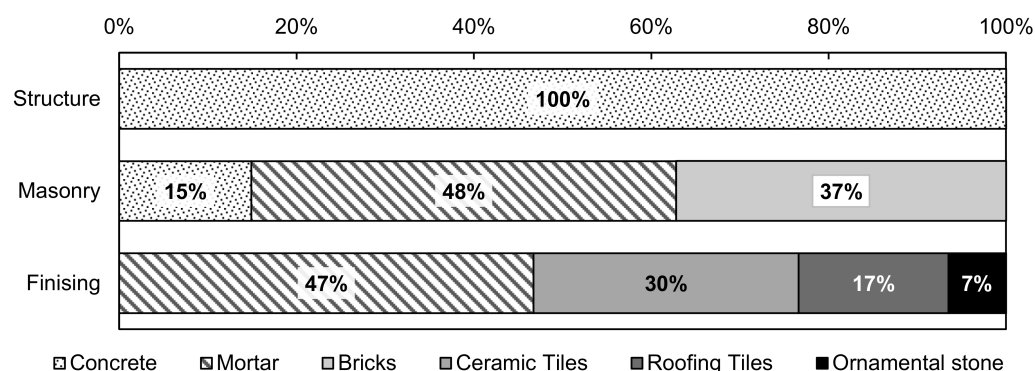 0% 20% 40% 60% 80% 100%
Structure 100%
Masonry 15% 48% 37%
Finising 47% 30% 17% 7%
Concrete Mortar Bricks Ceramic Tiles Roofing Tiles Ornamental stone